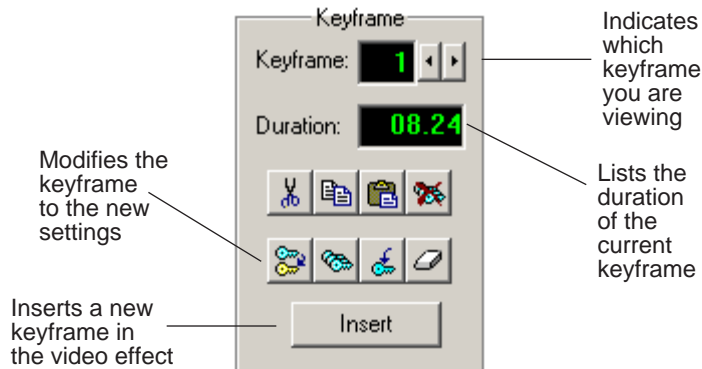 Keyframe
Keyframe:
1
Indicates
which
keyframe
you are
viewing
Duration:
08.24
Modifies the
keyframe
to the new
settings
Lists the
duration
of the
current
keyframe
Inserts a new
keyframe in
the video effect
Insert